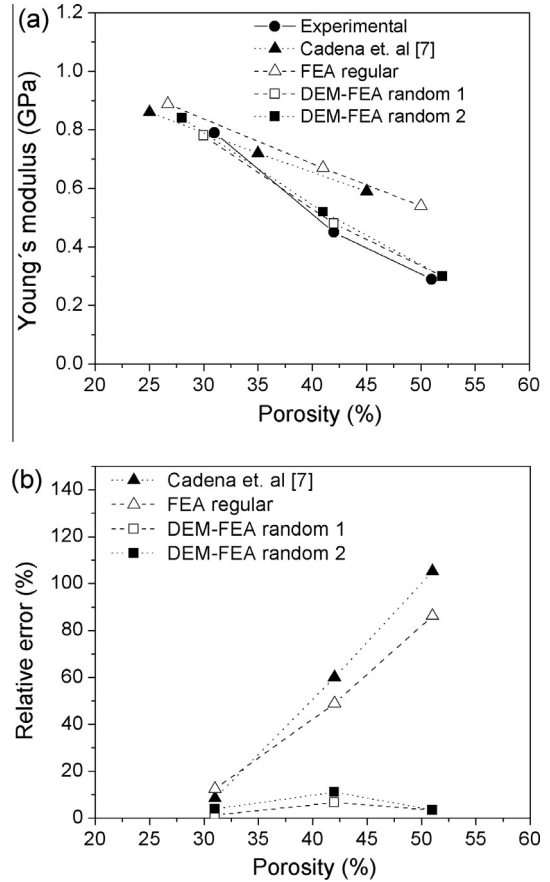 (a)
Experimental
Cadena et. al [7]
FEA regular
DEM-FEA random 1
DEM-FEA random 2
Young´s modulus (GPa)
1.2
1.0
0.8
0.6
0.4
0.2
0.0
20 25 30 35 40 45 50 55 60
Porosity (%)
(b)
Cadena et. al [7]
FEA regular
DEM-FEA random 1
DEM-FEA random 2
Relative error (%)
140
120
100
80
60
40
20
0
20 25 30 35 40 45 50 55 60
Porosity (%)